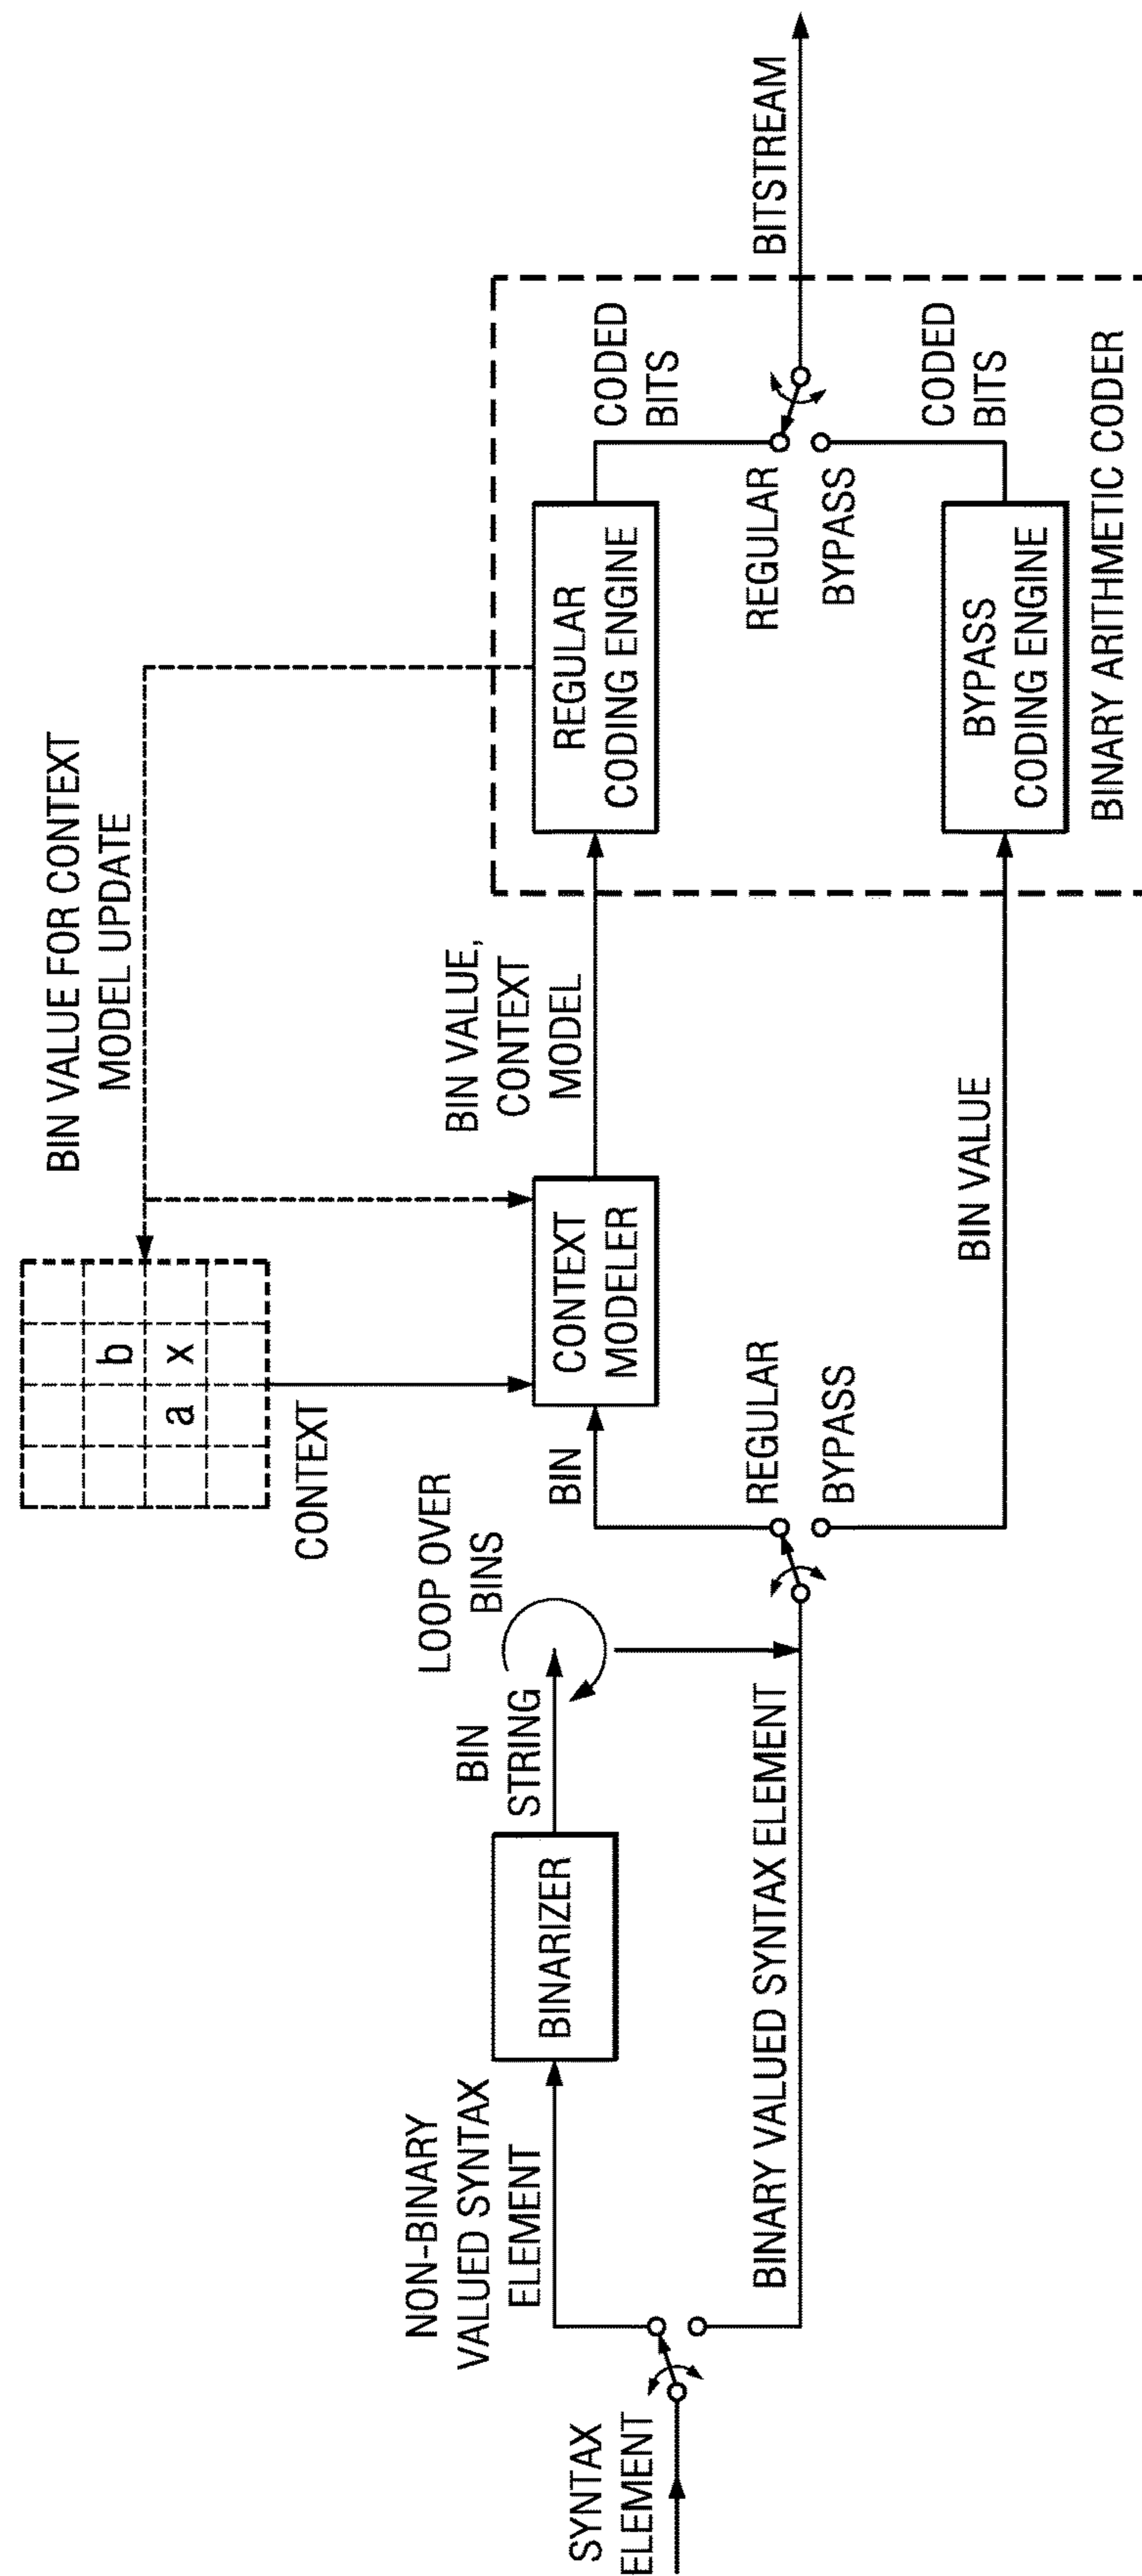 SYNTAX
ELEMENT
NON-BINARY
VALUED SYNTAX
ELEMENT
BINARIZER
BIN
STRING
LOOP OVER
BINS
BINARY VALUED SYNTAX ELEMENT
REGULAR
BYPASS
BIN
CONTEXT
b
a x
CONTEXT
MODELER
BIN VALUE FOR CONTEXT
MODEL UPDATE
BIN VALUE,
CONTEXT
MODEL
BIN VALUE
REGULAR
CODING ENGINE
BYPASS
CODING ENGINE
CODED
BITS
REGULAR
BYPASS
CODED
BITS
BINARY ARITHMETIC CODER
BITSTREAM